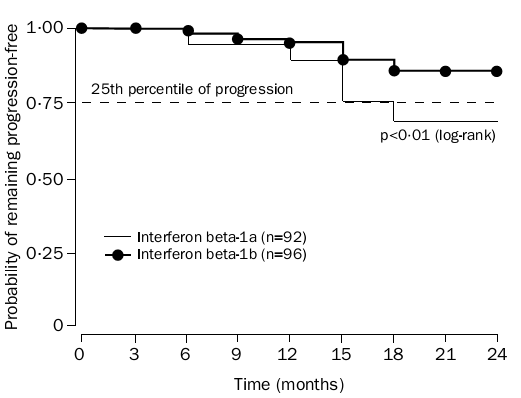 Probability of remaining progression-free
1·00
0·75
0·50
0·25
0
25th percentile of progression
p<0·01 (log-rank)
Interferon beta-1a (n=92)
Interferon beta-1b (n=96)
0 3 6 9 12 15 18 21 24
Time (months)